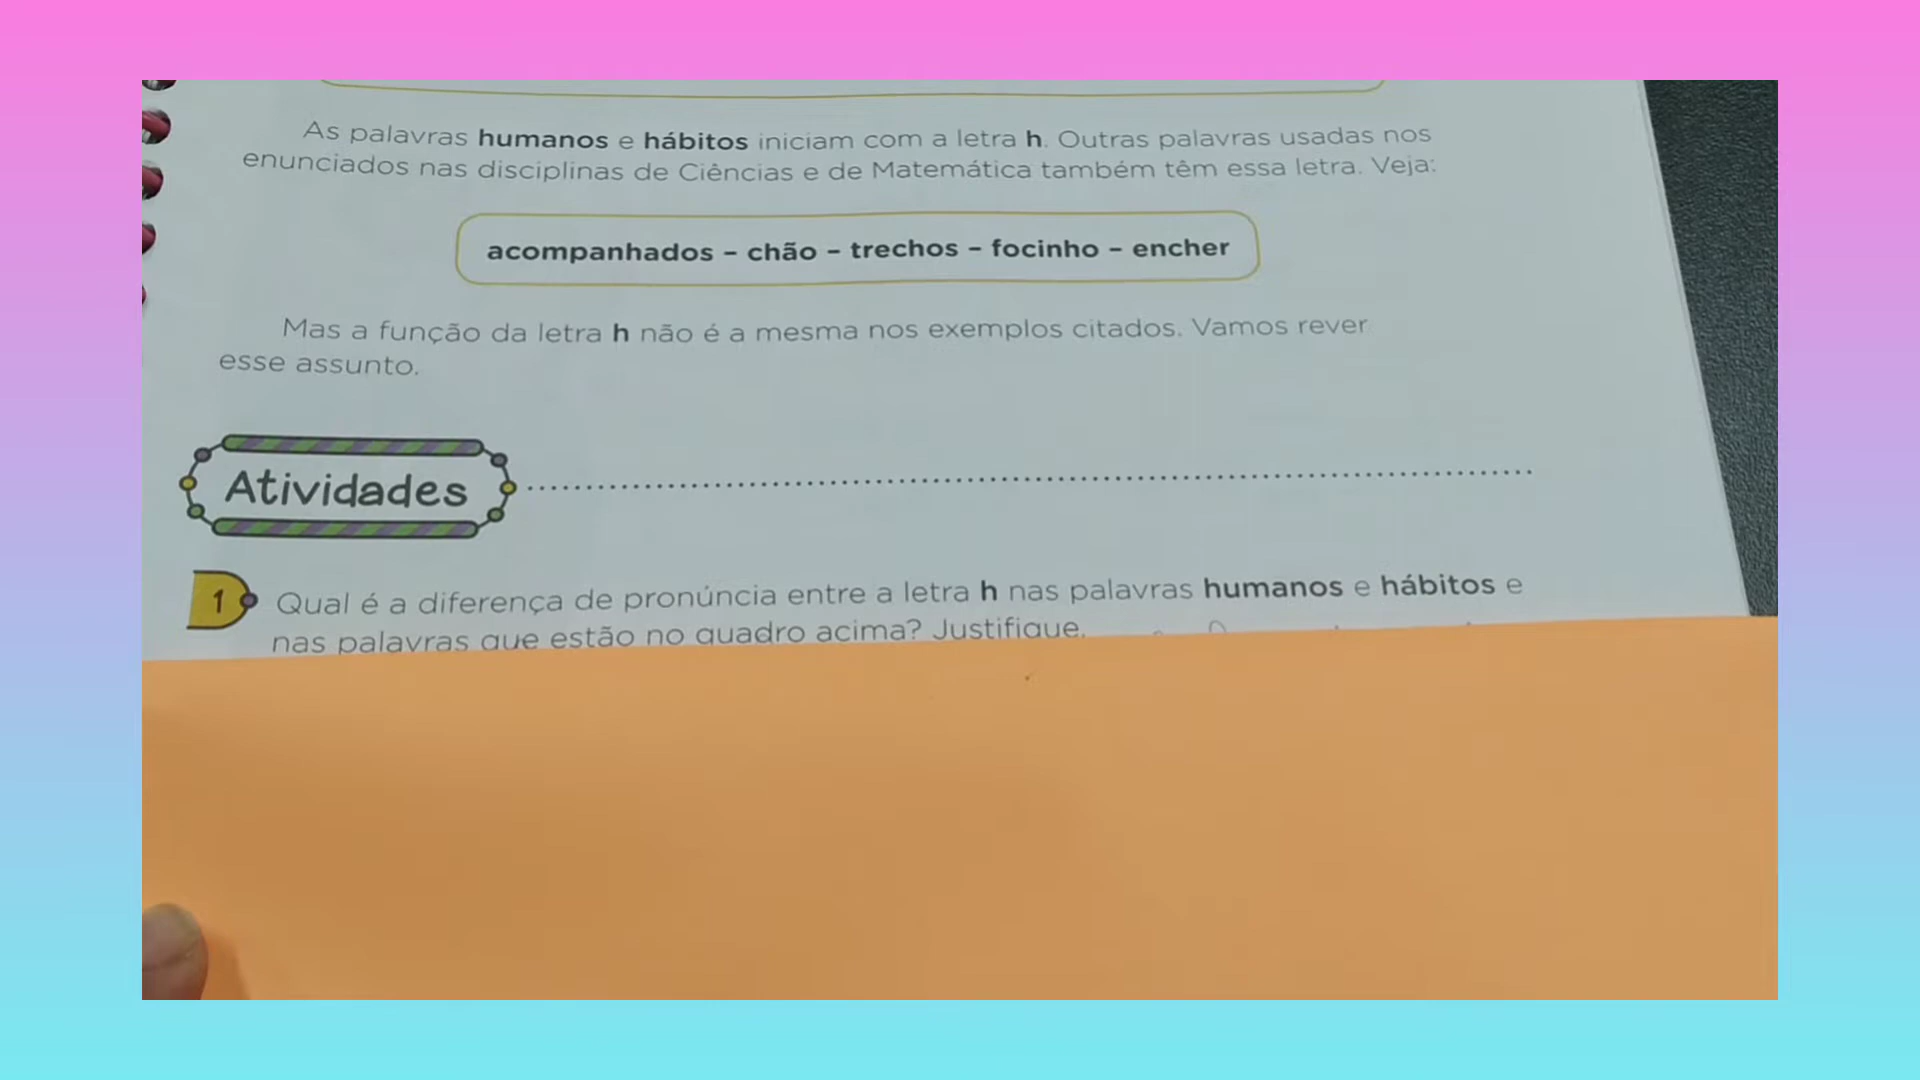 As palavras humanos e hábitos iniciam com a letra h. Outras palavras usadas nos
enunciados nas disciplinas de Ciências e de Matemática também têm essa letra. Veja:
acompanhados – chão – trechos – focinho – encher
Mas a função da letra h não é a mesma nos exemplos citados. Vamos rever
esse assunto.
Atividades
1 Qual é a diferença de pronúncia entre a letra h nas palavras humanos e hábitos e
nas palavras que estão no quadro acima? Justifique.